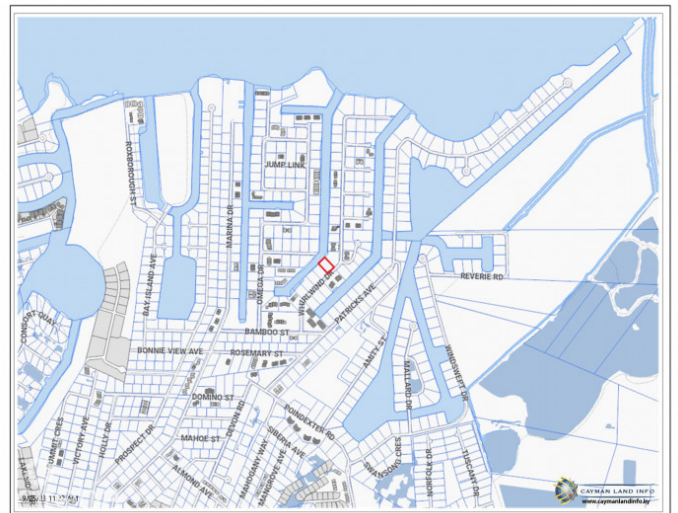 ROXBOROUGH ST
JUMP LINK
MARINA DR
BAY ISLAND AVE
OMEGA DR
WHIRLWIND DR
REVERIE RD
CONSORT QUAY
PATRICKS AVE
BAMBOO ST
BONNIE VIEW AVE
ROSEMARY ST
AMITY ST
WINDSWEPT DR
MALLARD DR
DOMINO ST
DEVON RD
POINDEXTER RD
SUMMIT CRES
VICTORY AVE
HOLLY DR
PROSPECT DR
MAHOE ST
SIBERIA AVE
ALMOND AVE
MAHOGANY WAY
MANGROVE AVE
SWANSONG CRES
NORFOLK DR
TUSCANY DR
CAYMAN LAND INFO
www.caymanlandinfo.ky